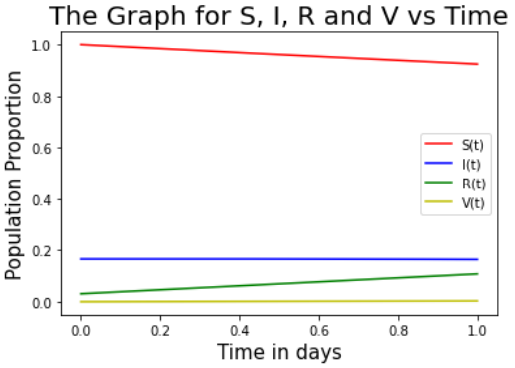 The Graph for S, I, R and V vs Time
Population Proportion
1.0
0.8
0.6
0.4
0.2
0.0
S(t)
I(t)
R(t)
V(t)
0.0 0.2 0.4 0.6 0.8 1.0
Time in days